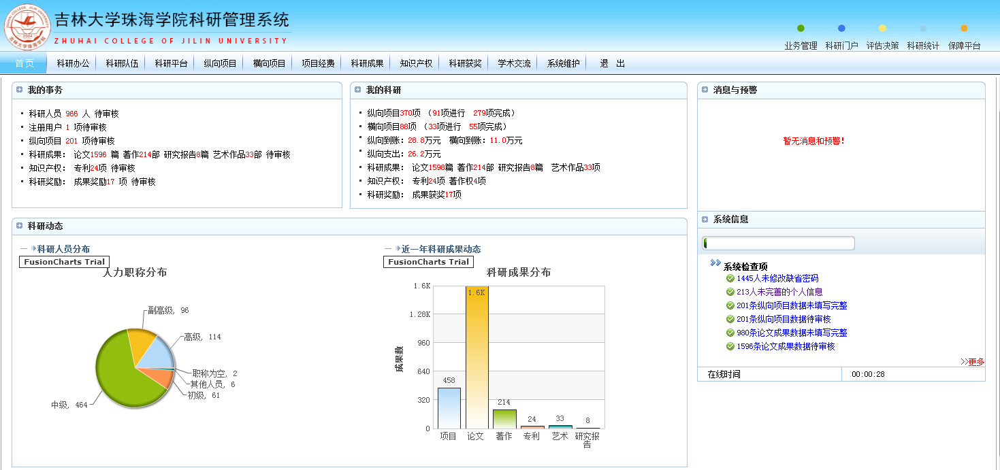 吉林大学珠海学院科研管理系统
ZHUHAI COLLEGE OF JILIN UNIVERSITY
业务管理 科研门户 评估决策 科研统计 保障平台
首页 科研办公 科研队伍 科研平台 纵向项目 横向项目 项目经费 科研成果 知识产权 科研获奖 学术交流 系统维护 退 出
我的事务
科研人员 966 人 待审核
注册用户 1 项待审核
纵向项目 201 项待审核
科研成果: 论文1596 篇 著作214部 研究报告8篇 艺术作品33部 待审核
知识产权: 专利24项 待审核
科研奖励: 成果奖励17 项 待审核
我的科研
纵向项目370项 (91项进行 279项完成)
横向项目88项 (33项进行 55项完成)
纵向到账:28.8万元 横向到账:11.0万元
纵向支出:26.2万元
科研成果: 论文1598篇 著作214部 研究报告8篇 艺术作品33项
知识产权: 专利24项 著作权4项
科研奖励: 成果获奖17项
消息与预警
暂无消息和预警!
科研动态
科研人员分布
FusionCharts Trial
人力职称分布
副高级, 96
高级, 114
职称为空, 2
其他人员, 6
初级, 61
中级, 464
近一年科研成果动态
FusionCharts Trial
科研成果分布
成果数
1.6K
1.28K
960
640
320
0
458
1.6K
214
24
33
8
项目 论文 著作 专利 艺术 研究报
告
系统信息
系统检查项
1445人未修改缺省密码
213人未完善的个人信息
201条纵向项目数据未填写完整
201条纵向项目数据待审核
980条论文成果数据未填写完整
1596条论文成果数据待审核
>>更多
在线时间 00:00:28